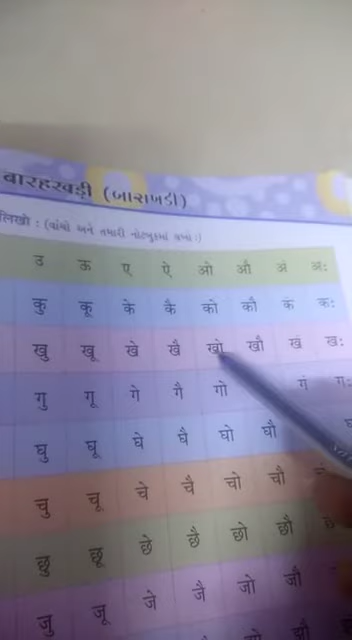 बारहखड़ी (બારાખડી)
लिखो : (વાંચો અને તમારી નોટબુકમાં લખો :)
उ ऊ ए ऐ ओ औ अं अः
कु कू के कै को कौ कं कः
खु खू खे खै खो खौ खं खः
गु गू गे गै गो गं गः
घु घू घे घै घो घौ
चु चू चे चै चो चौ
छु छू छे छै छो छौ
जु जू जे जै जो जौ